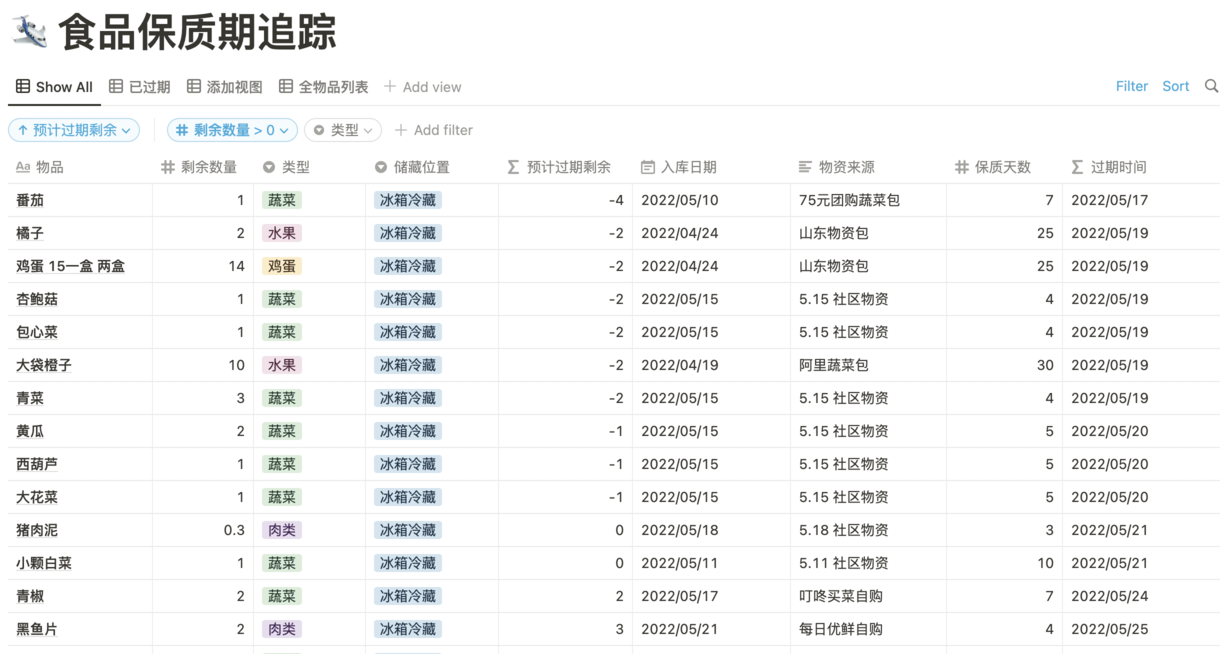 食品保质期追踪
Show All 已过期 添加视图 全物品列表 Add view Filter Sort
预计过期剩余 剩余数量 > 0 类型 Add filter
Aa 物品 剩余数量 类型 储藏位置 预计过期剩余 入库日期 物资来源 保质天数 过期时间
番茄 1 蔬菜 冰箱冷藏 -4 2022/05/10 75元团购蔬菜包 7 2022/05/17
橘子 2 水果 冰箱冷藏 -2 2022/04/24 山东物资包 25 2022/05/19
鸡蛋 15一盒 两盒 14 鸡蛋 冰箱冷藏 -2 2022/04/24 山东物资包 25 2022/05/19
杏鲍菇 1 蔬菜 冰箱冷藏 -2 2022/05/15 5.15 社区物资 4 2022/05/19
包心菜 1 蔬菜 冰箱冷藏 -2 2022/05/15 5.15 社区物资 4 2022/05/19
大袋橙子 10 水果 冰箱冷藏 -2 2022/04/19 阿里蔬菜包 30 2022/05/19
青菜 3 蔬菜 冰箱冷藏 -2 2022/05/15 5.15 社区物资 4 2022/05/19
黄瓜 2 蔬菜 冰箱冷藏 -1 2022/05/15 5.15 社区物资 5 2022/05/20
西葫芦 1 蔬菜 冰箱冷藏 -1 2022/05/15 5.15 社区物资 5 2022/05/20
大花菜 1 蔬菜 冰箱冷藏 -1 2022/05/15 5.15 社区物资 5 2022/05/20
猪肉泥 0.3 肉类 冰箱冷藏 0 2022/05/18 5.18 社区物资 3 2022/05/21
小颗白菜 1 蔬菜 冰箱冷藏 0 2022/05/11 5.11 社区物资 10 2022/05/21
青椒 2 蔬菜 冰箱冷藏 2 2022/05/17 叮咚买菜自购 7 2022/05/24
黑鱼片 2 肉类 冰箱冷藏 3 2022/05/21 每日优鲜自购 4 2022/05/25